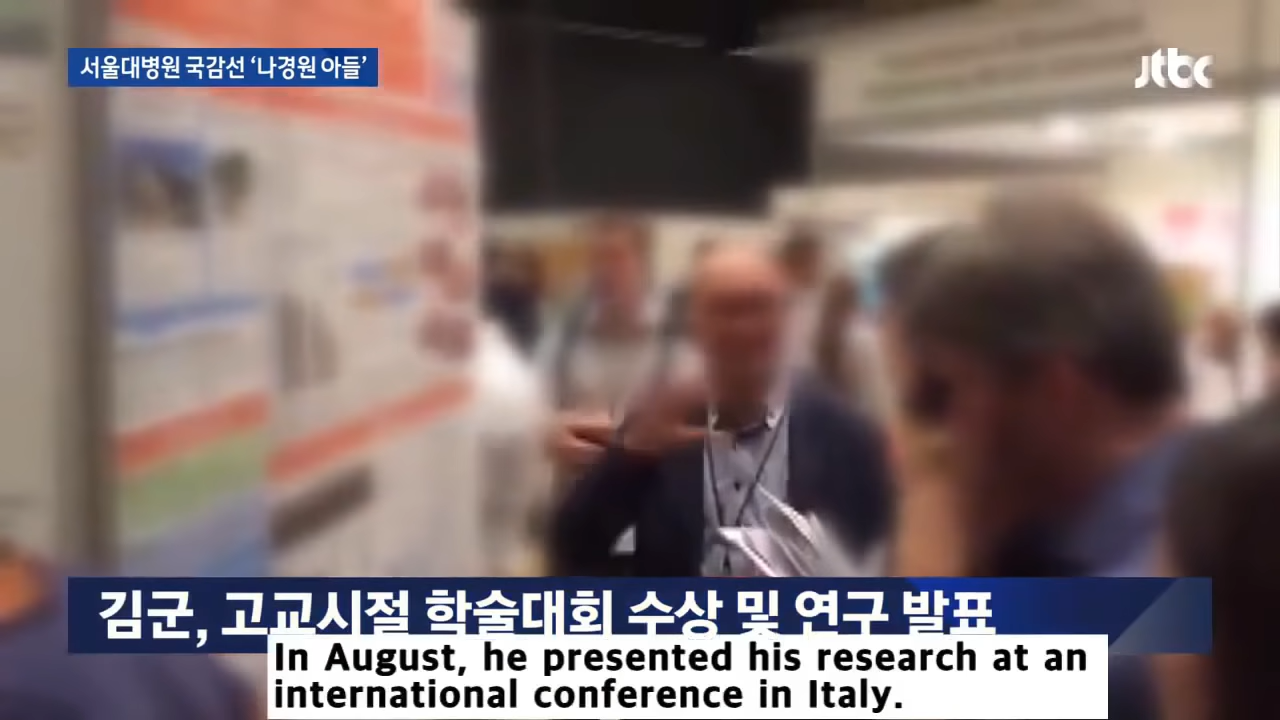 서울대병원 국감선 ‘나경원 아들’
jtbc
김군, 고교시절 학술대회 수상 및 연구 발표
In August, he presented his research at an
international conference in Italy.